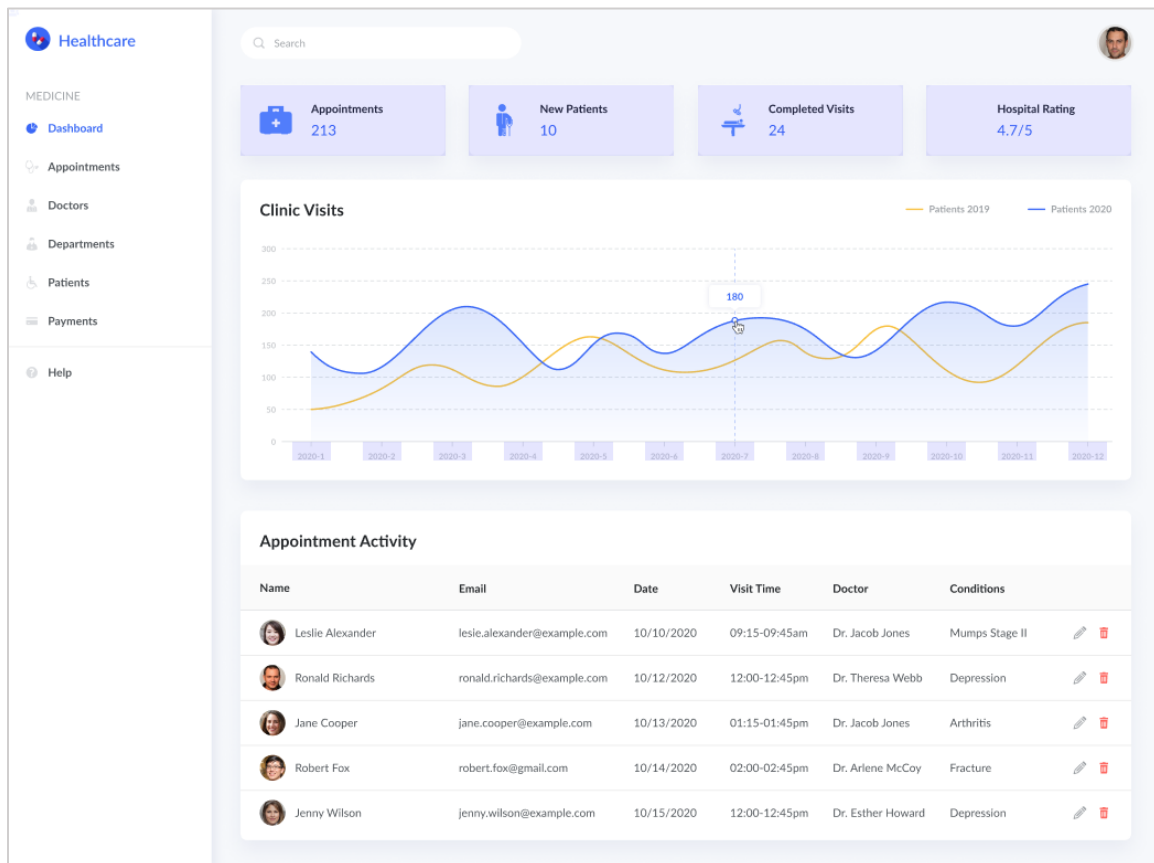 Healthcare
Search
MEDICINE
Dashboard
Appointments
Doctors
Departments
Patients
Payments
Help
Appointments
213
New Patients
10
Completed Visits
24
Hospital Rating
4.7/5
Clinic Visits
Patients 2019 Patients 2020
300
250
200
150
100
50
0
180
2020-1 2020-2 2020-3 2020-4 2020-5 2020-6 2020-7 2020-8 2020-9 2020-10 2020-11 2020-12
Appointment Activity
Name Email Date Visit Time Doctor Conditions
Leslie Alexander lesie.alexander@example.com 10/10/2020 09:15-09:45am Dr. Jacob Jones Mumps Stage II
Ronald Richards ronald.richards@example.com 10/12/2020 12:00-12:45pm Dr. Theresa Webb Depression
Jane Cooper jane.cooper@example.com 10/13/2020 01:15-01:45pm Dr. Jacob Jones Arthritis
Robert Fox robert.fox@gmail.com 10/14/2020 02:00-02:45pm Dr. Arlene McCoy Fracture
Jenny Wilson jenny.wilson@example.com 10/15/2020 12:00-12:45pm Dr. Esther Howard Depression